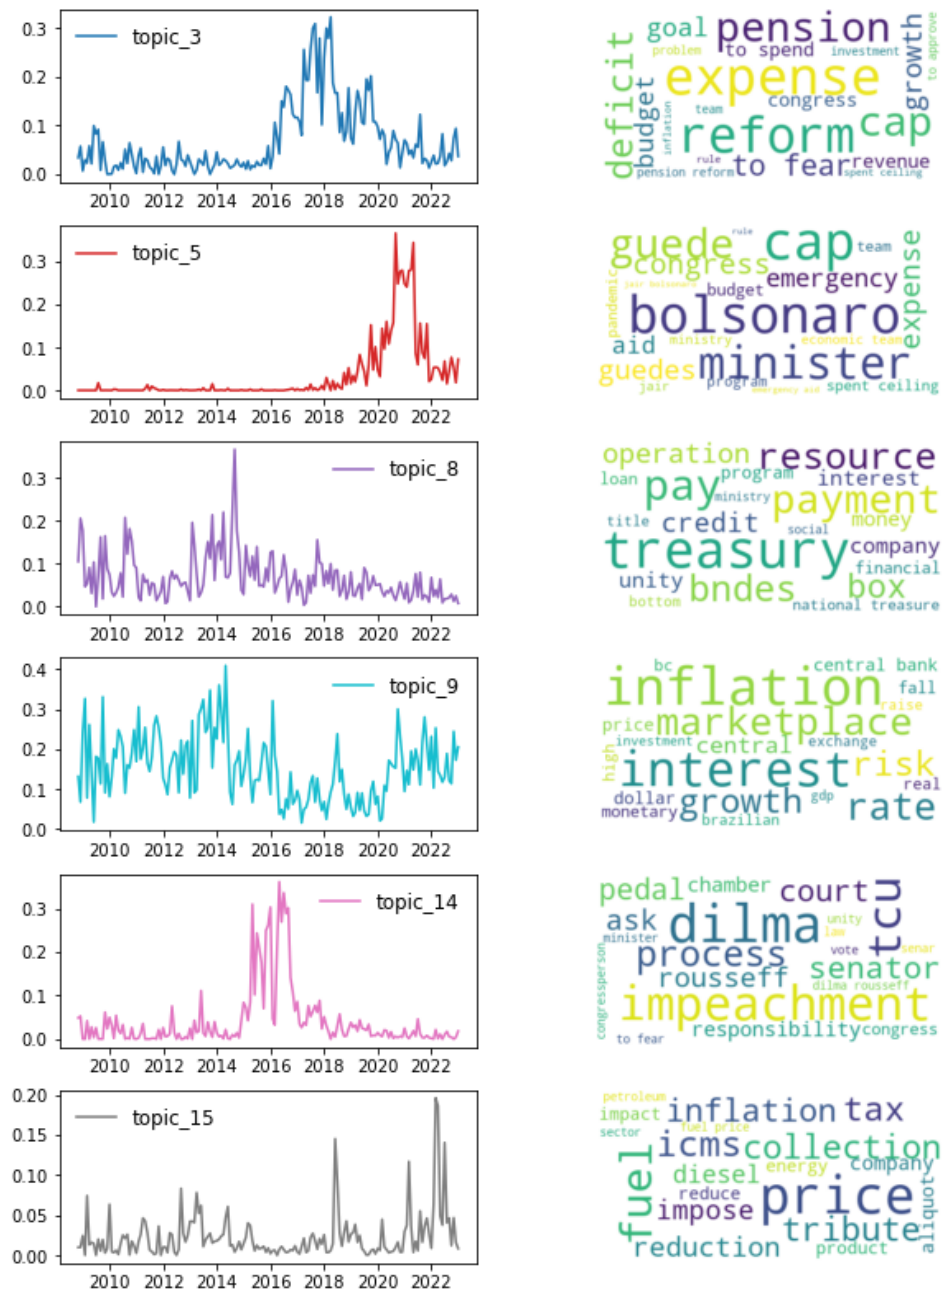 0.3
0.2
0.1
0.0
topic_3
2010 2012 2014 2016 2018 2020 2022
goal pension
problem to spend investment
deficit budget growth to approve
expense
inflation team congress
reform cap
rule to fear revenue
pension reform spent ceiling
0.3
0.2
0.1
0.0
topic_5
2010 2012 2014 2016 2018 2020 2022
guede rule cap team
congress emergency
pandemic jair bolsonaro budget expense
bolsonaro
aid ministry economic team
guedes minister
jair program emergency aid spent ceiling
0.3
0.2
0.1
0.0
topic_8
2010 2012 2014 2016 2018 2020 2022
operation resource
loan pay program interest
ministry payment
title credit social money
treasury company
unity bndes box financial
bottom national treasure
0.4
0.3
0.2
0.1
0.0
topic_9
2010 2012 2014 2016 2018 2020 2022
bc central bank
inflation fall
raise
price marketplace
investment central exchange
high interest risk
real
dollar growth gdp rate
monetary brazilian
0.3
0.2
0.1
0.0
topic_14
2010 2012 2014 2016 2018 2020 2022
pedal chamber court tcu
ask dilma unity
minister law
process vote senar
congressperson rousseff senator
dilma rousseff
impeachment
responsibility congress
to fear
0.20
0.15
0.10
0.05
0.00
topic_15
2010 2012 2014 2016 2018 2020 2022
petroleum
impact inflation tax
sector fuel price
fuel icms collection
diesel energy company
reduce price
impose tribute aliquot
reduction product